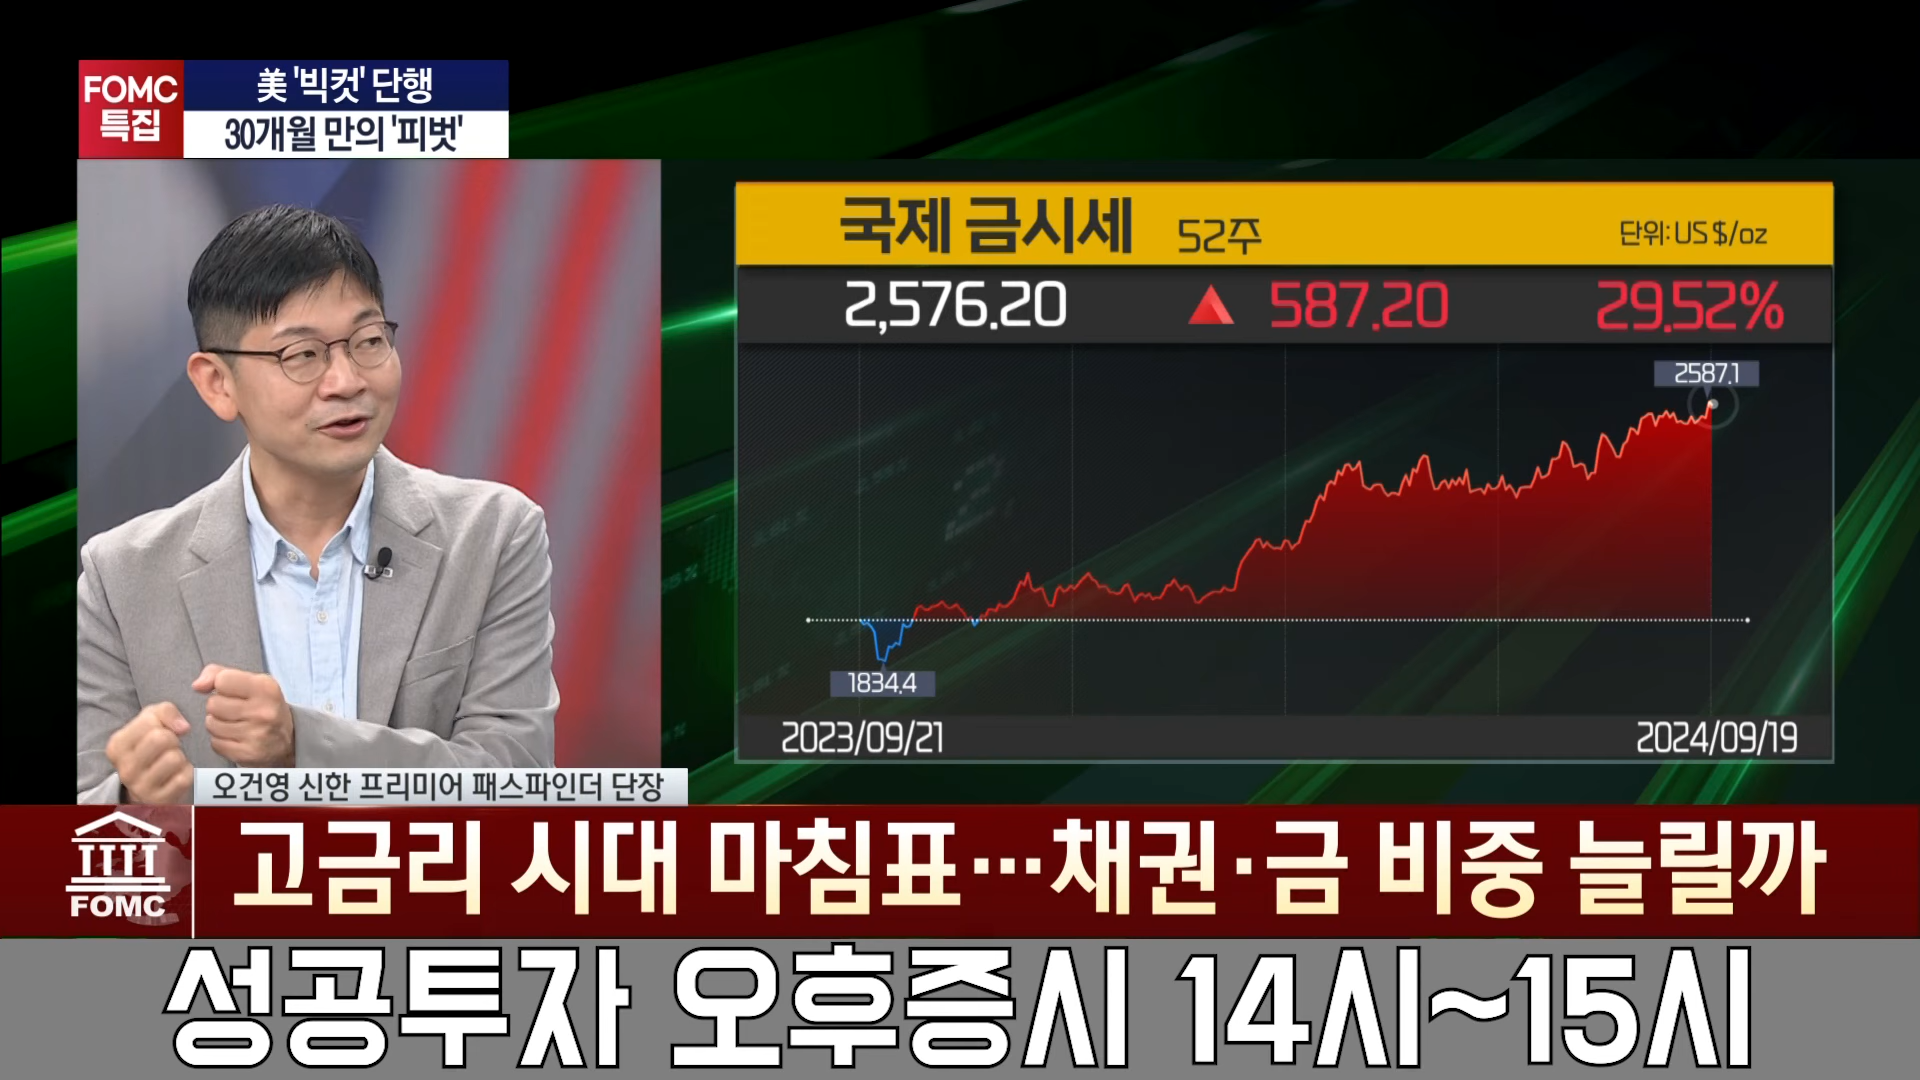 FOMC
특집
美 '빅컷' 단행
30개월 만의 '피벗'
국제 금시세 52주 단위:US $/oz
2,576.20 ▲ 587.20 29.52%
2587.1
1834.4
2023/09/21 2024/09/19
오건영 신한 프리미어 패스파인더 단장
FOMC
고금리 시대 마침표…채권·금 비중 늘릴까
성공투자 오후증시 14시~15시